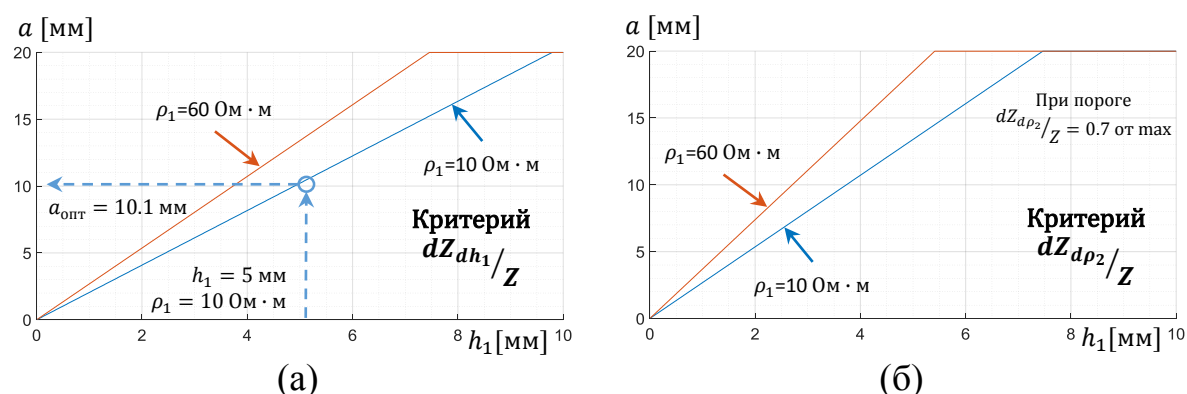 a [мм]
20
15
10
5
0
0 2 4 6 8 10
h₁[мм]
ρ₁=60 Ом · м
ρ₁=10 Ом · м
aопт = 10.1 мм
h₁ = 5 мм
ρ₁ = 10 Ом · м
Критерий
dZdh₁/Z
(а)
a [мм]
20
15
10
5
0
0 2 4 6 8 10
h₁[мм]
При пороге
dZdρ₂/Z = 0.7 от max
ρ₁=60 Ом · м
ρ₁=10 Ом · м
Критерий
dZdρ₂/Z
(б)